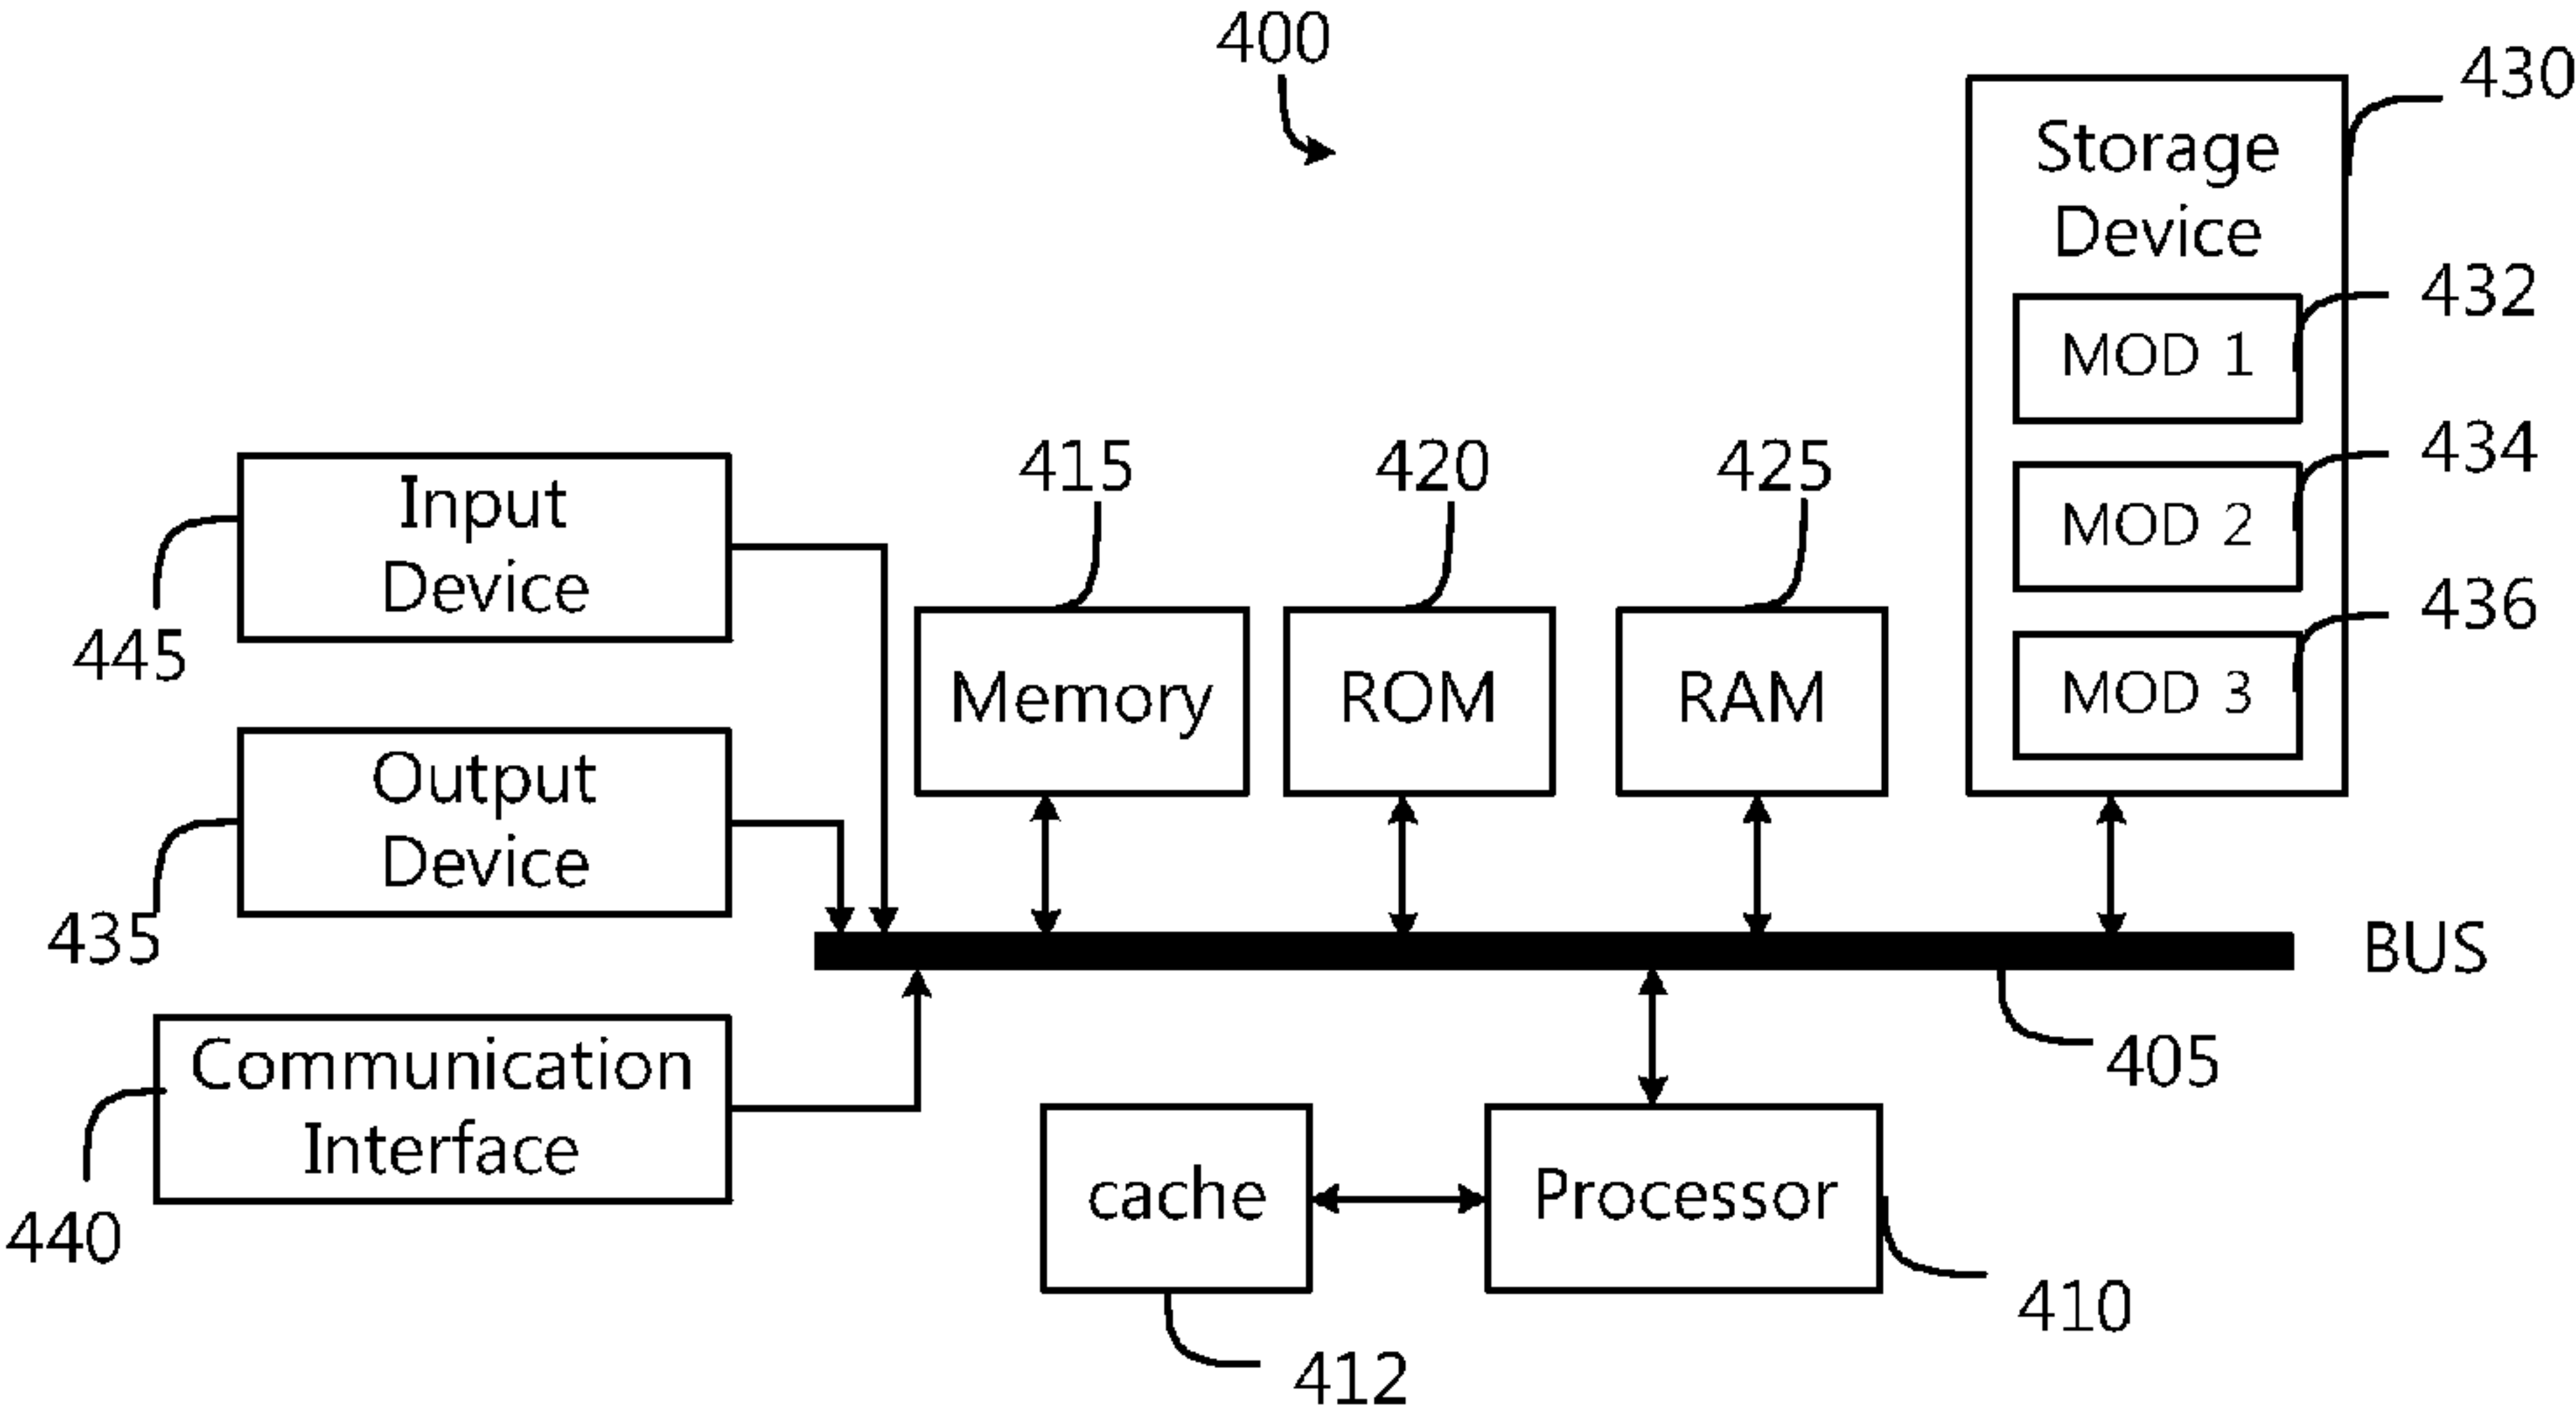 400
430
Storage
Device
432
MOD 1
434
MOD 2
436
MOD 3
415
420
425
Input
Device
445
Memory
ROM
RAM
Output
Device
435
BUS
405
Communication
Interface
440
cache
Processor
410
412